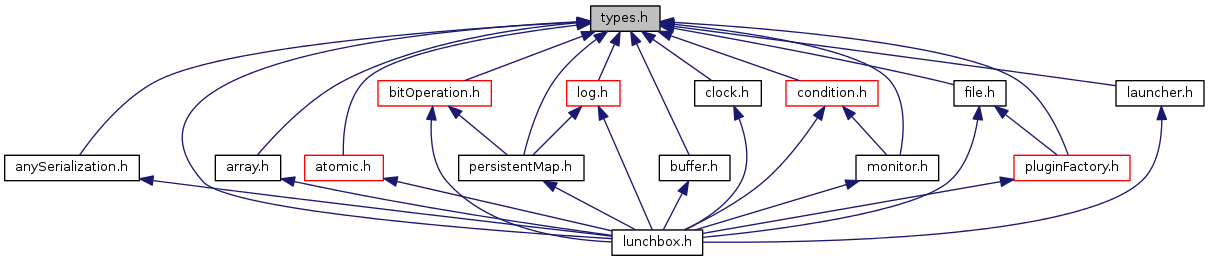 types.h
bitOperation.h
log.h
clock.h
condition.h
file.h
launcher.h
anySerialization.h
array.h
atomic.h
persistentMap.h
buffer.h
monitor.h
pluginFactory.h
lunchbox.h